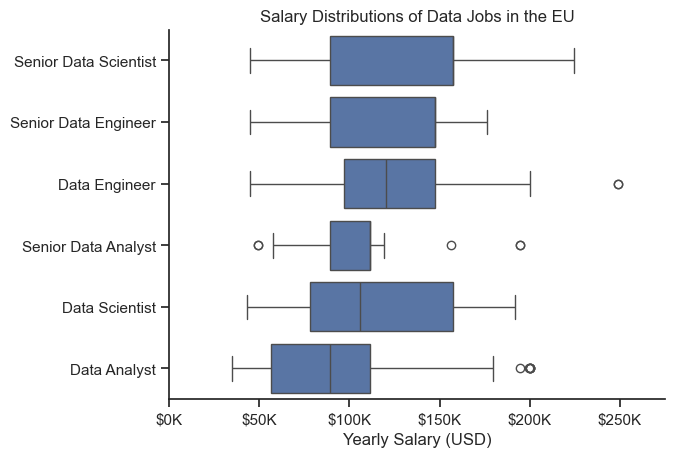 Salary Distributions of Data Jobs in the EU
Senior Data Scientist
Senior Data Engineer
Data Engineer
Senior Data Analyst
Data Scientist
Data Analyst
$0K $50K $100K $150K $200K $250K
Yearly Salary (USD)